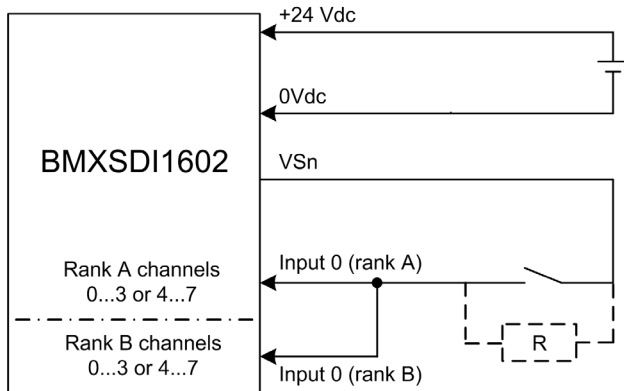 +24 Vdc
0Vdc
BMXSDI1602
VSn
Rank A channels
0...3 or 4...7
Input 0 (rank A)
Rank B channels
0...3 or 4...7
Input 0 (rank B)
R